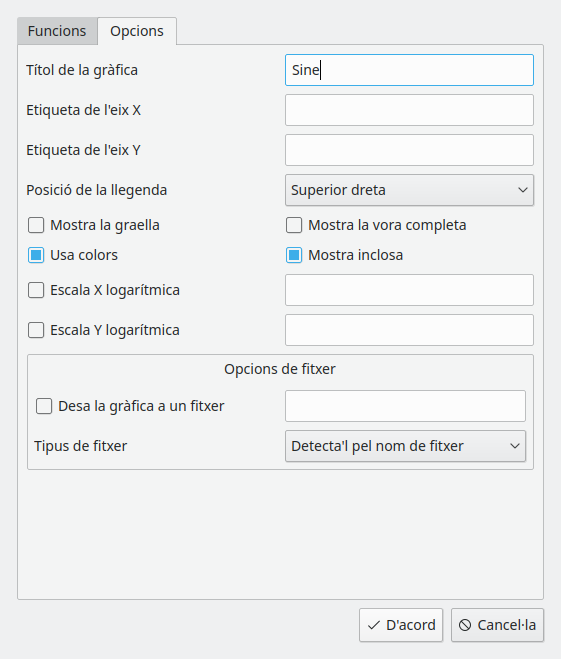 Funcions
Opcions
Títol de la gràfica
Sine
Etiqueta de l'eix X
Etiqueta de l'eix Y
Posició de la llegenda
Superior dreta
Mostra la graella
Mostra la vora completa
Usa colors
Mostra inclosa
Escala X logarítmica
Escala Y logarítmica
Opcions de fitxer
Desa la gràfica a un fitxer
Tipus de fitxer
Detecta'l pel nom de fitxer
D'acord
Cancel·la